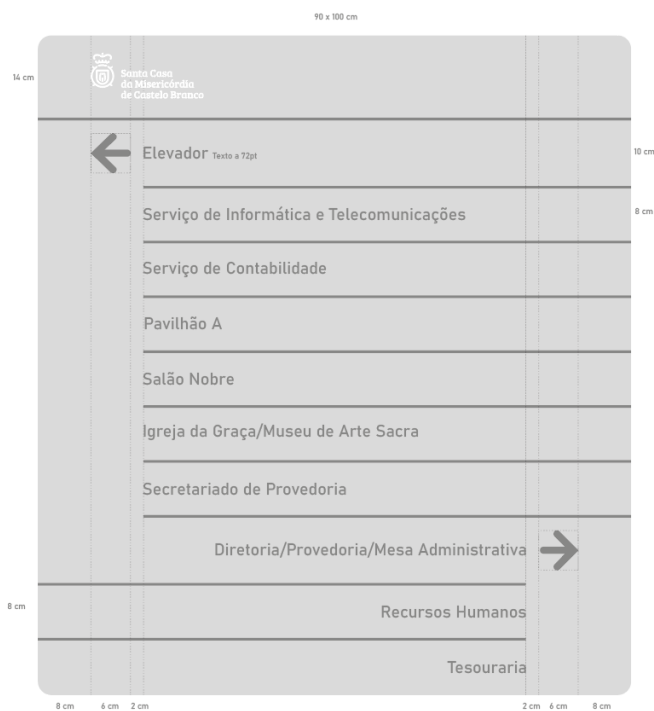 90 x 100 cm
14 cm
Santa Casa
da Misericórdia
de Castelo Branco
Elevador Texto a 72pt
10 cm
Serviço de Informática e Telecomunicações
8 cm
Serviço de Contabilidade
Pavilhão A
Salão Nobre
Igreja da Graça/Museu de Arte Sacra
Secretariado de Provedoria
Diretoria/Provedoria/Mesa Administrativa
8 cm
Recursos Humanos
Tesouraria
8 cm 6 cm 2 cm 2 cm 6 cm 8 cm